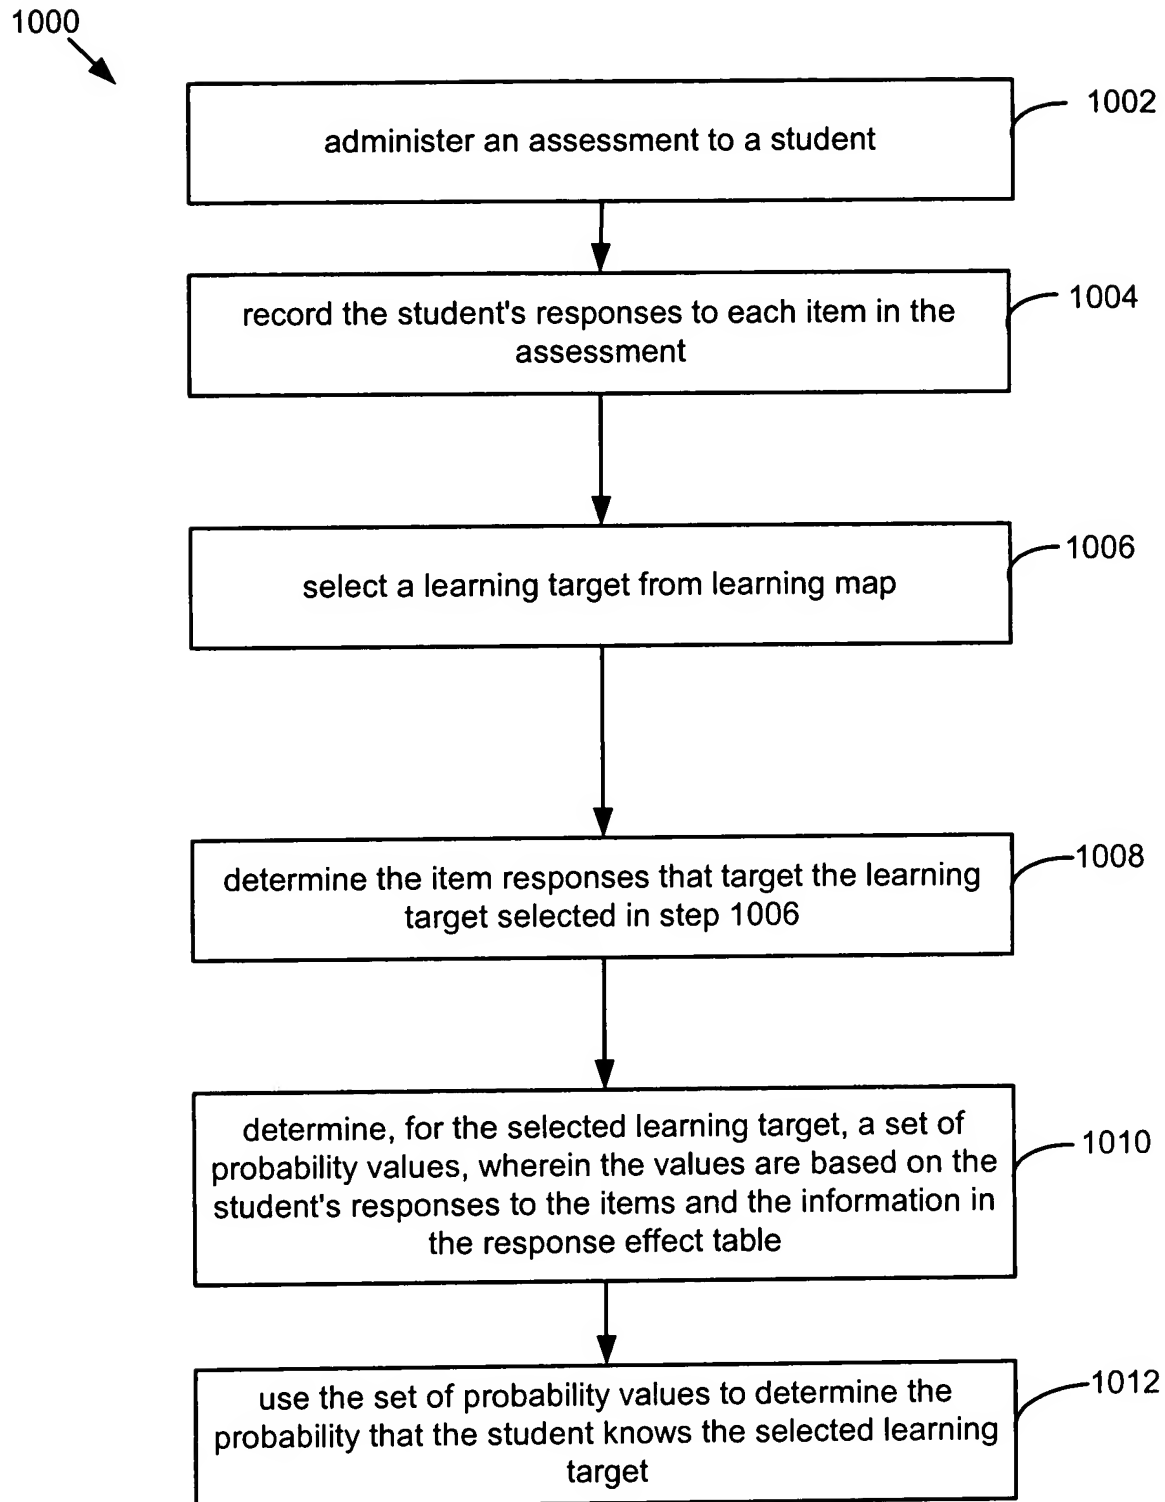 1000
administer an assessment to a student
1002
record the student's responses to each item in the
assessment
1004
select a learning target from learning map
1006
determine the item responses that target the learning
target selected in step 1006
1008
determine, for the selected learning target, a set of
probability values, wherein the values are based on the
student's responses to the items and the information in
the response effect table
1010
use the set of probability values to determine the
probability that the student knows the selected learning
target
1012